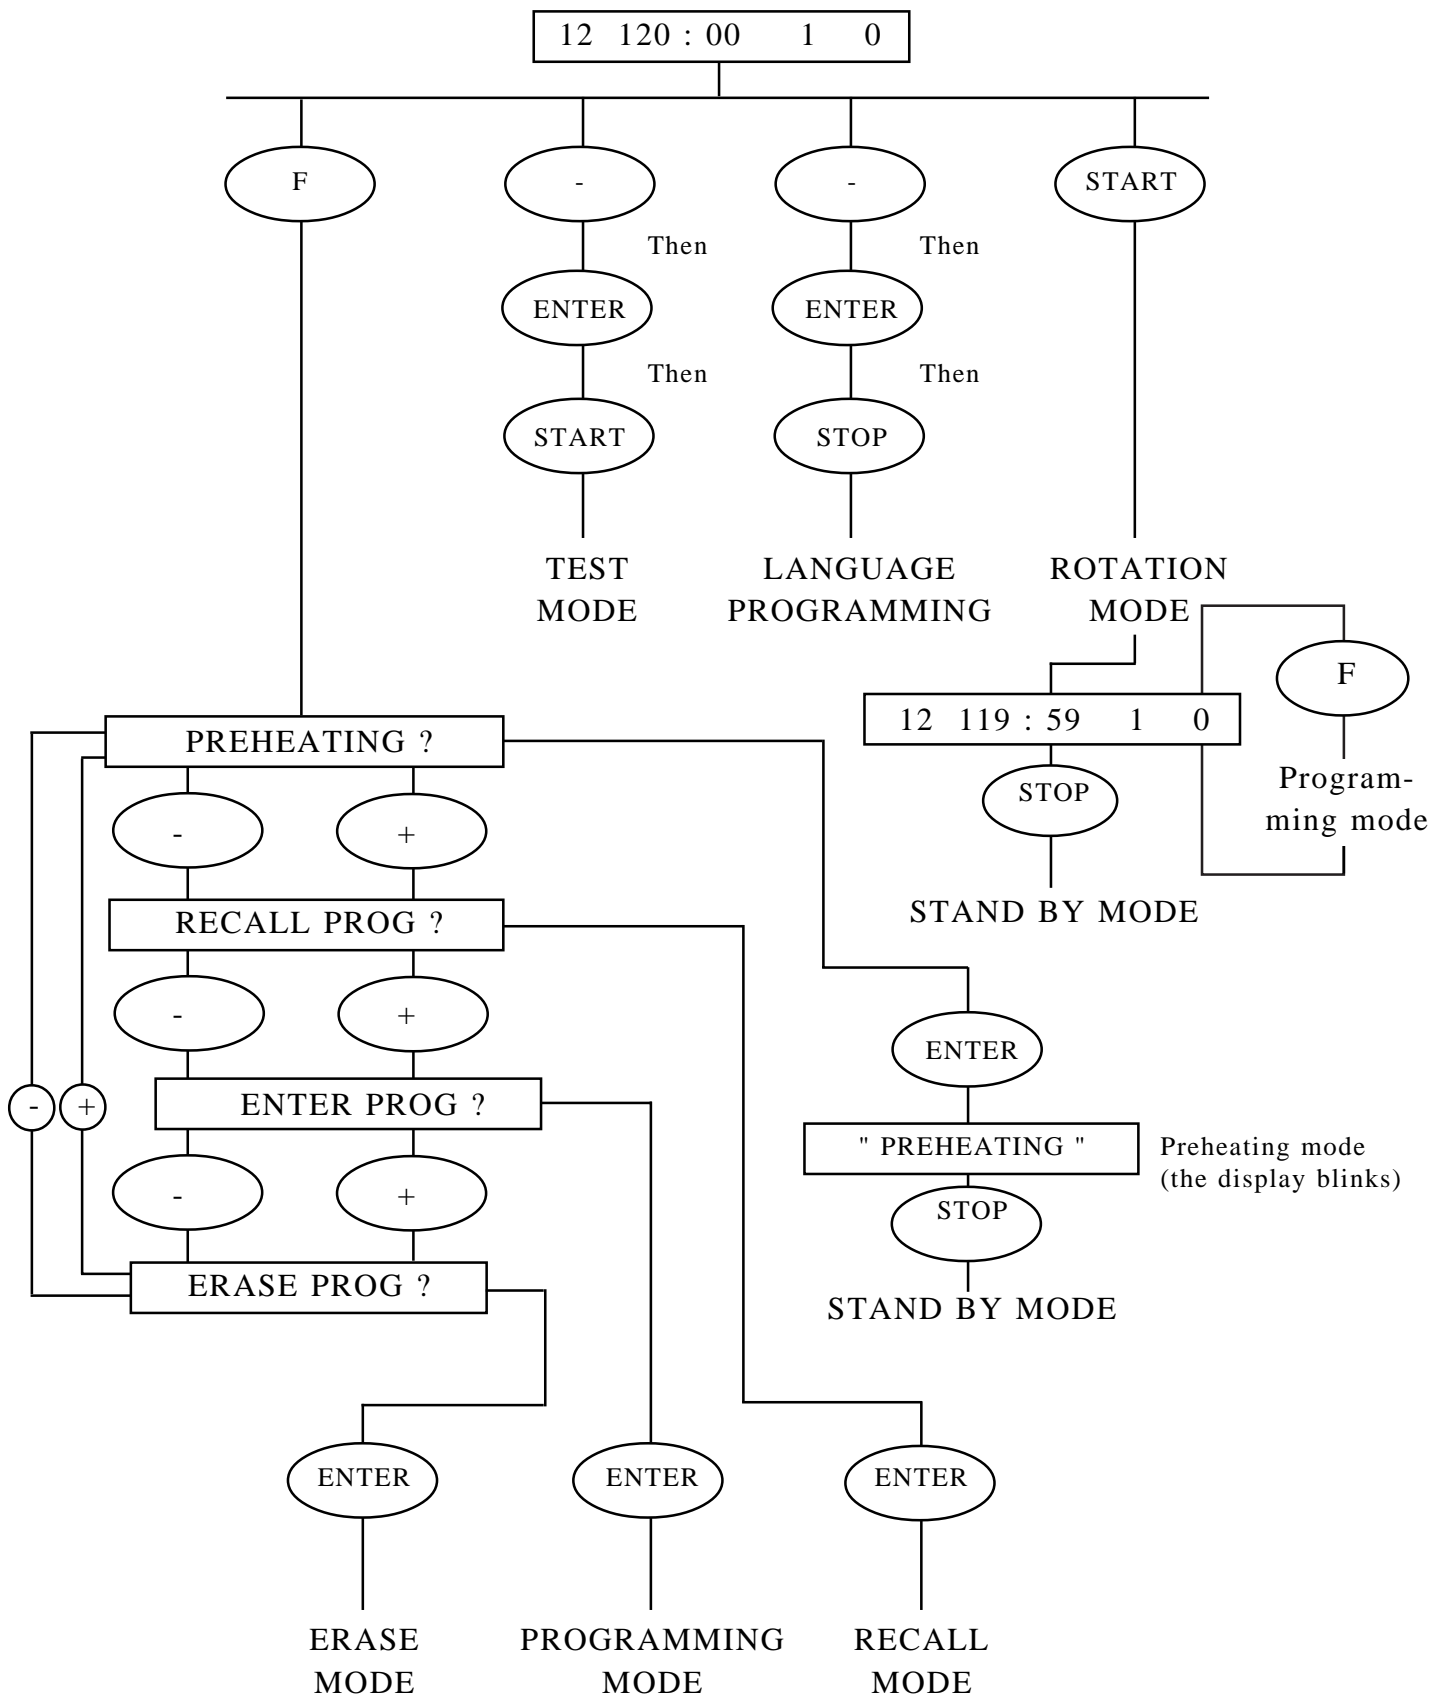 12 120 : 00 1 0
F
-
-
START
Then
Then
ENTER
ENTER
Then
Then
START
STOP
TEST
MODE
LANGUAGE
PROGRAMMING
ROTATION
MODE
F
12 119 : 59 1 0
PREHEATING ?
STOP
Program-
ming mode
-
+
STAND BY MODE
RECALL PROG ?
-
+
ENTER
-
+
ENTER PROG ?
" PREHEATING "
Preheating mode
(the display blinks)
-
+
STOP
ERASE PROG ?
STAND BY MODE
ENTER
ENTER
ENTER
ERASE
MODE
PROGRAMMING
MODE
RECALL
MODE